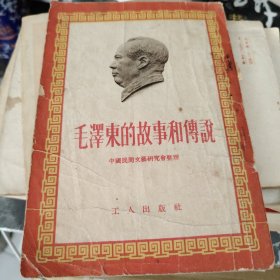 毛澤東的故事和傳說
中國民間文藝研究會整理
工人出版社